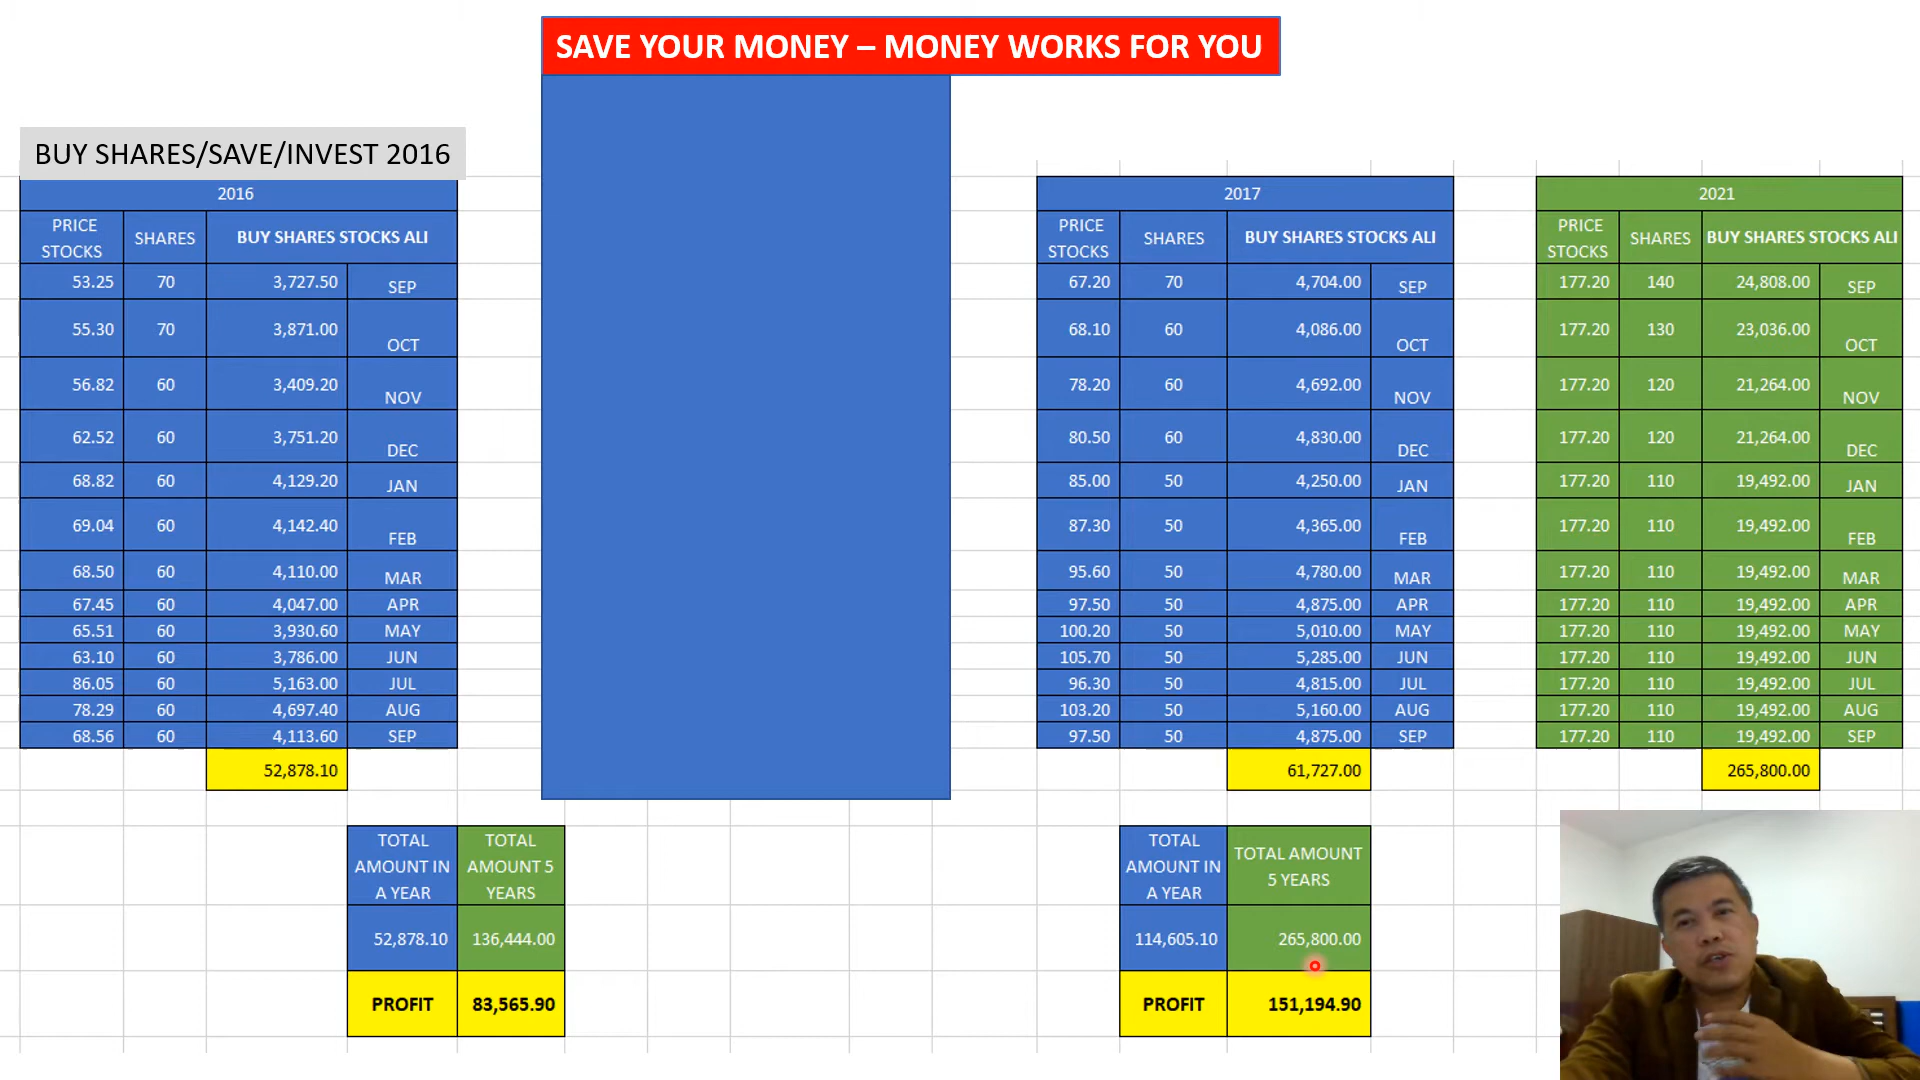 SAVE YOUR MONEY – MONEY WORKS FOR YOU
BUY SHARES/SAVE/INVEST 2016
2016
PRICE STOCKS SHARES BUY SHARES STOCKS ALI
53.25 70 3,727.50 SEP
55.30 70 3,871.00 OCT
56.82 60 3,409.20 NOV
62.52 60 3,751.20 DEC
68.82 60 4,129.20 JAN
69.04 60 4,142.40 FEB
68.50 60 4,110.00 MAR
67.45 60 4,047.00 APR
65.51 60 3,930.60 MAY
63.10 60 3,786.00 JUN
86.05 60 5,163.00 JUL
78.29 60 4,697.40 AUG
68.56 60 4,113.60 SEP
52,878.10
2017
PRICE STOCKS SHARES BUY SHARES STOCKS ALI
67.20 70 4,704.00 SEP
68.10 60 4,086.00 OCT
78.20 60 4,692.00 NOV
80.50 60 4,830.00 DEC
85.00 50 4,250.00 JAN
87.30 50 4,365.00 FEB
95.60 50 4,780.00 MAR
97.50 50 4,875.00 APR
100.20 50 5,010.00 MAY
105.70 50 5,285.00 JUN
96.30 50 4,815.00 JUL
103.20 50 5,160.00 AUG
97.50 50 4,875.00 SEP
61,727.00
2021
PRICE STOCKS SHARES BUY SHARES STOCKS ALI
177.20 140 24,808.00 SEP
177.20 130 23,036.00 OCT
177.20 120 21,264.00 NOV
177.20 120 21,264.00 DEC
177.20 110 19,492.00 JAN
177.20 110 19,492.00 FEB
177.20 110 19,492.00 MAR
177.20 110 19,492.00 APR
177.20 110 19,492.00 MAY
177.20 110 19,492.00 JUN
177.20 110 19,492.00 JUL
177.20 110 19,492.00 AUG
177.20 110 19,492.00 SEP
265,800.00
TOTAL AMOUNT IN A YEAR TOTAL AMOUNT 5 YEARS
52,878.10 136,444.00
PROFIT 83,565.90
TOTAL AMOUNT IN A YEAR TOTAL AMOUNT 5 YEARS
114,605.10 265,800.00
PROFIT 151,194.90